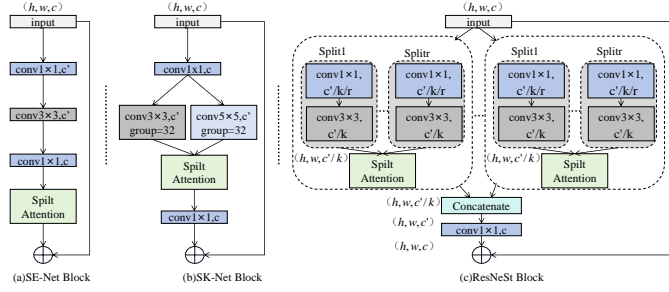 (h,w,c)
input
conv1×1,c'
conv3×3,c'
conv1×1,c
Spilt
Attention
(a)SE-Net Block
(h,w,c)
input
conv1x1,c
conv3×3,c'
group=32
conv5×5,c'
group=32
Spilt
Attention
conv1×1,c
(b)SK-Net Block
(h,w,c)
input
Split1
Splitr
conv1×1,
c'/k/r
conv1×1,
c'/k/r
conv3×3,
c'/k
conv3×3,
c'/k
(h,w,c'/k)
Spilt
Attention
Split1
Splitr
conv1×1,
c'/k/r
conv1×1,
c'/k/r
conv3×3,
c'/k
conv3×3,
c'/k
(h,w,c'/k)
Spilt
Attention
(h,w,c'/k)
Concatenate
(h,w,c')
conv1×1,c
(h,w,c)
(c)ResNeSt Block